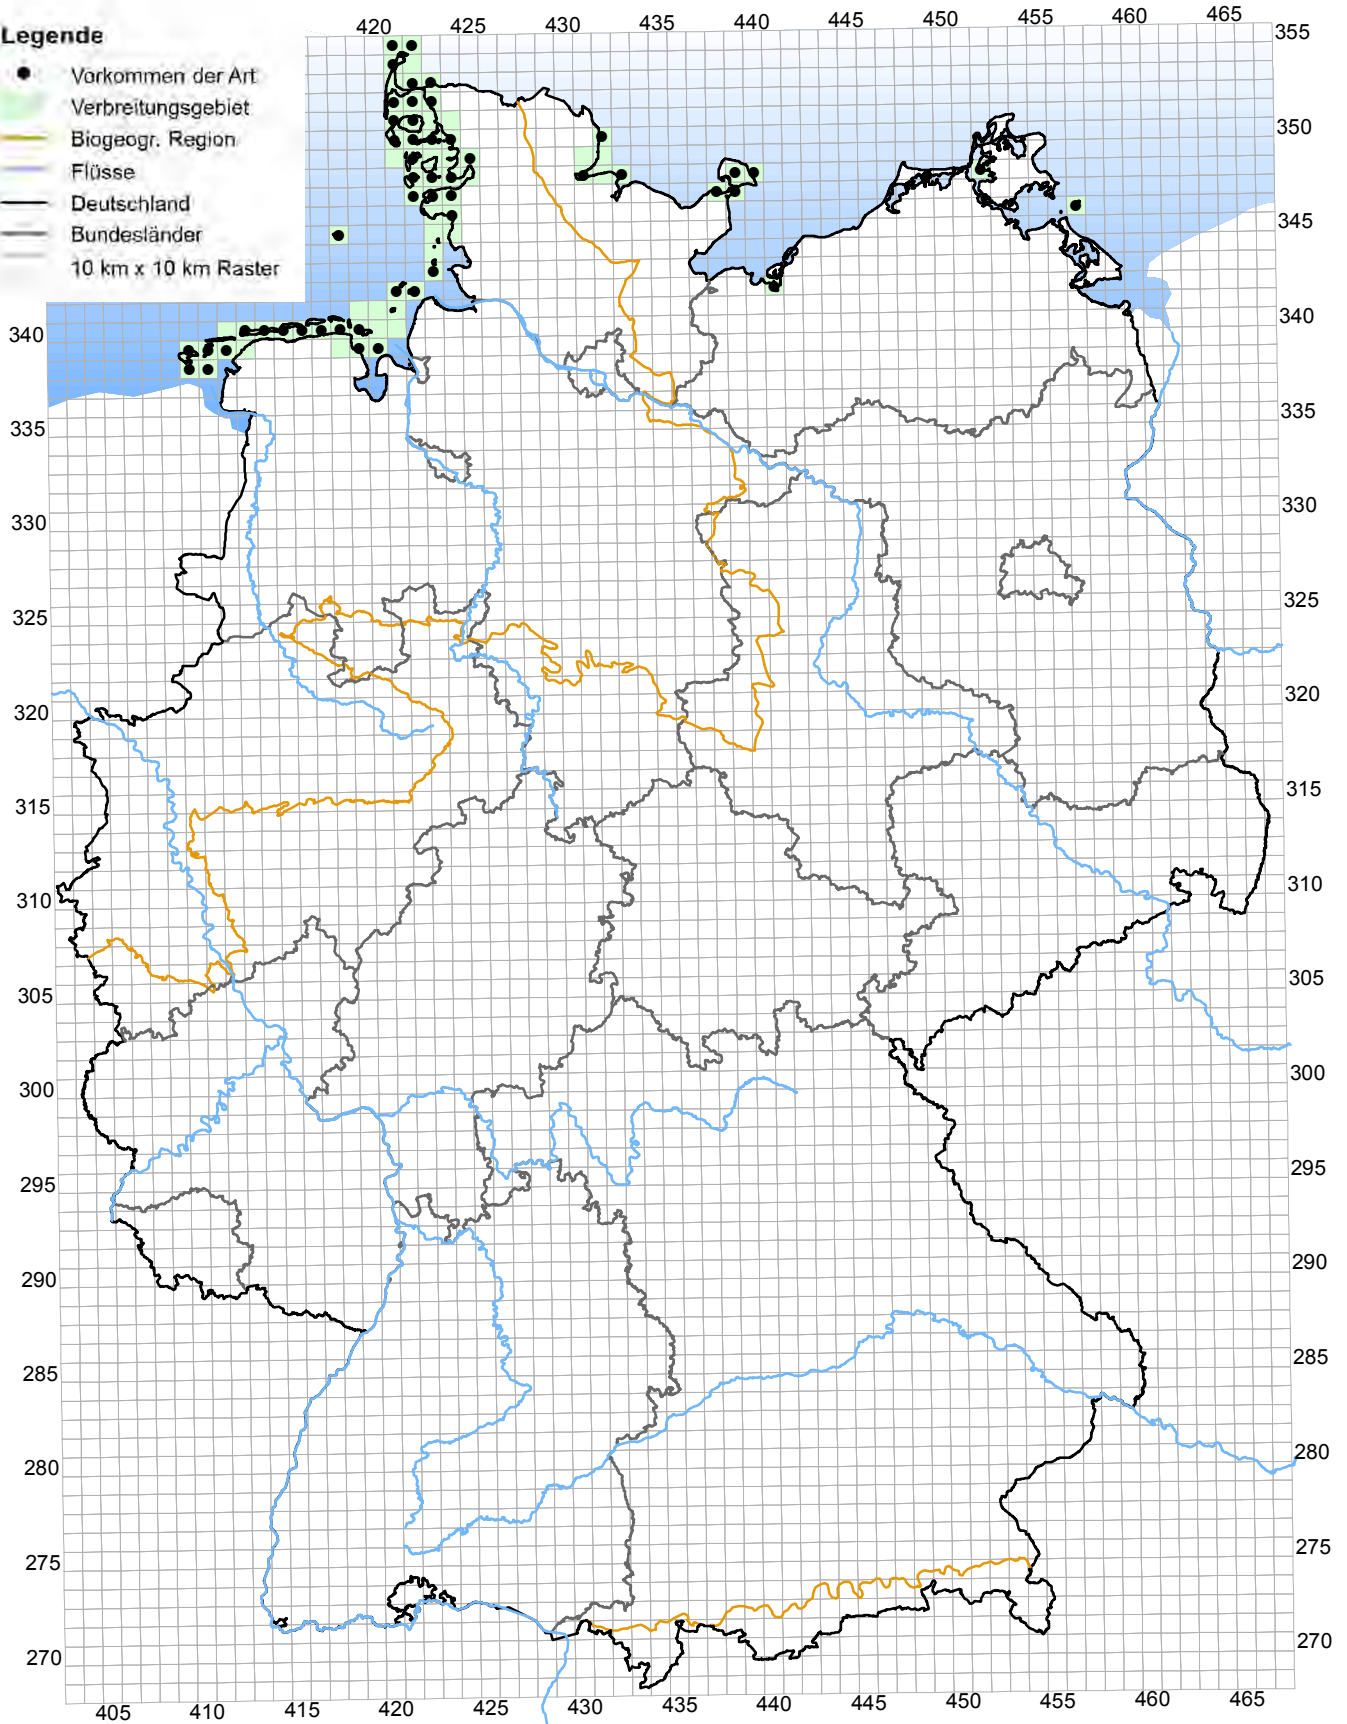 Legende
Vorkommen der Art
Verbreitungsgebiet
Biogeogr. Region
Flüsse
Deutschland
Bundesländer
10 km x 10 km Raster
420 425 430 435 440 445 450 455 460 465
355
350
345
340 340
335 335
330 330
325 325
320 320
315 315
310 310
305 305
300 300
295 295
290 290
285 285
280 280
275 275
270 270
405 410 415 420 425 430 435 440 445 450 455 460 465